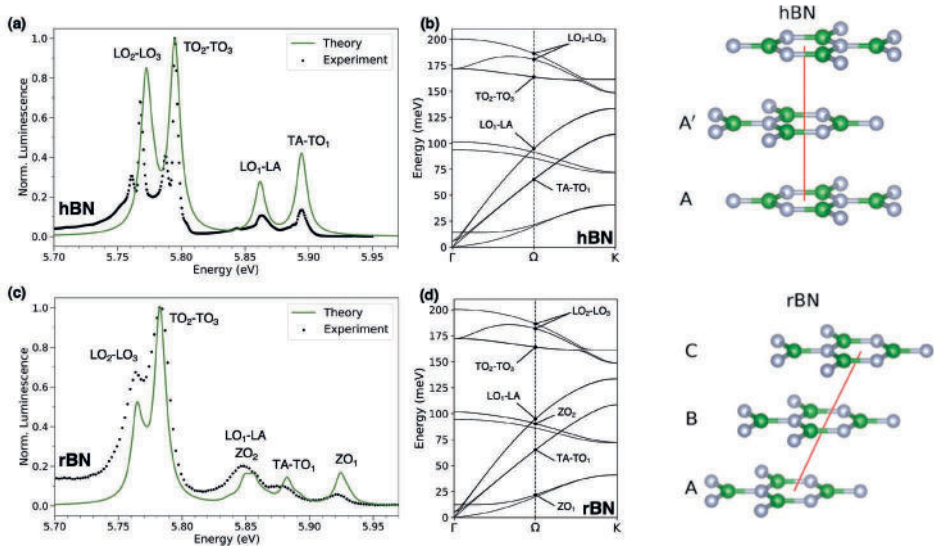 (a)
Norm. Luminescence
1.0
0.8
0.6
0.4
0.2
0.0
LO₂-LO₃
TO₂-TO₃
Theory
Experiment
LO₁-LA
TA-TO₁
hBN
5.70
5.75
5.80
5.85
5.90
5.95
Energy (eV)
(b)
Energy (meV)
200
175
150
125
100
75
50
25
0
LO₂-LO₃
TO₂-TO₃
LO₁-LA
TA-TO₁
hBN
Γ
Ω
K
hBN
A′
A
(c)
Norm. Luminescence
1.0
0.8
0.6
0.4
0.2
0.0
TO₂-TO₃
LO₂-LO₃
Theory
Experiment
LO₁-LA
ZO₂
TA-TO₁
ZO₁
rBN
5.70
5.75
5.80
5.85
5.90
5.95
Energy (eV)
(d)
Energy (meV)
200
175
150
125
100
75
50
25
0
LO₂-LO₃
TO₂-TO₃
LO₁-LA
ZO₂
TA-TO₁
ZO₁
rBN
Γ
Ω
K
rBN
C
B
A